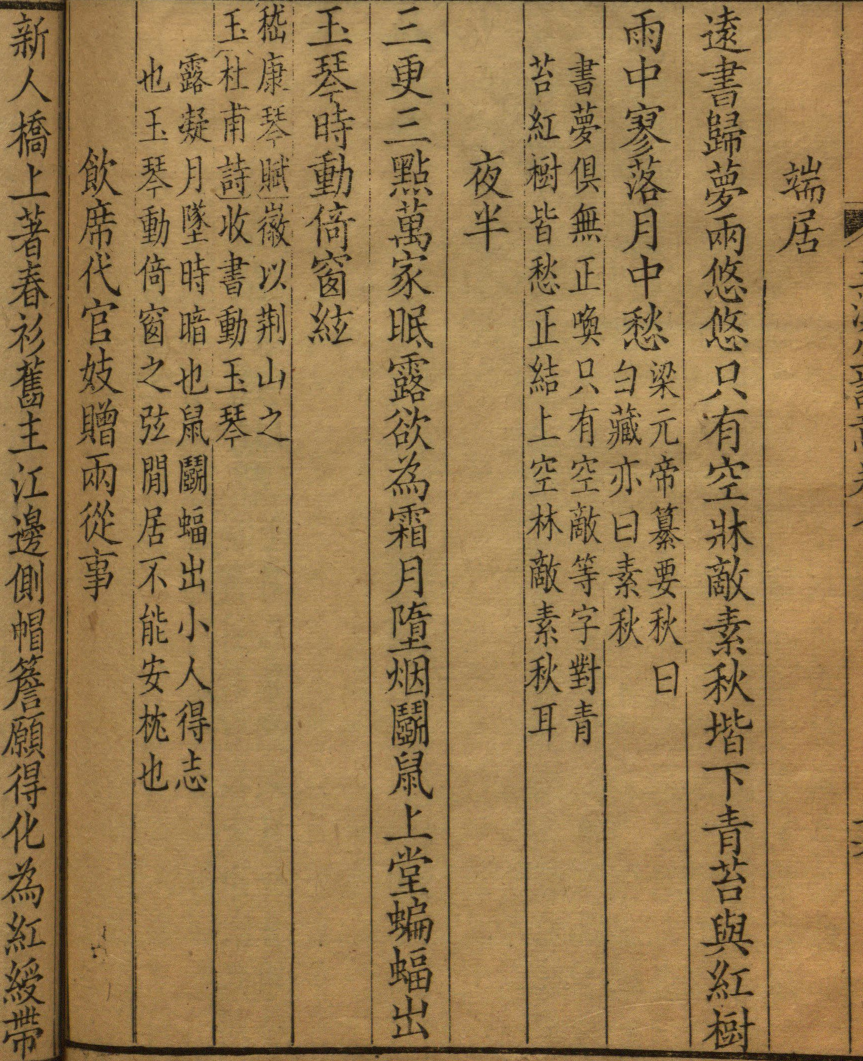 端居
遠書歸夢兩悠悠只有空牀敵素秋堦下青苔與紅樹
雨中寥落月中愁
梁元帝纂要秋曰
白藏亦曰素秋
書夢俱無正喚只有空敵等字對青
苔紅樹皆愁正結上空林敵素秋耳
夜半
三更三點萬家眠露欲為霜月墮烟鬭鼠上堂蝙蝠出
玉琴時動倚窗絃
嵇康琴賦徽以荆山之
玉杜甫詩收書動玉琴
露凝月墜時暗也鼠鬭蝠出小人得志
也玉琴動倚窗之弦閒居不能安枕也
飲席代官妓贈兩從事
新人橋上著春衫舊主江邊側帽簷願得化為紅綬帶